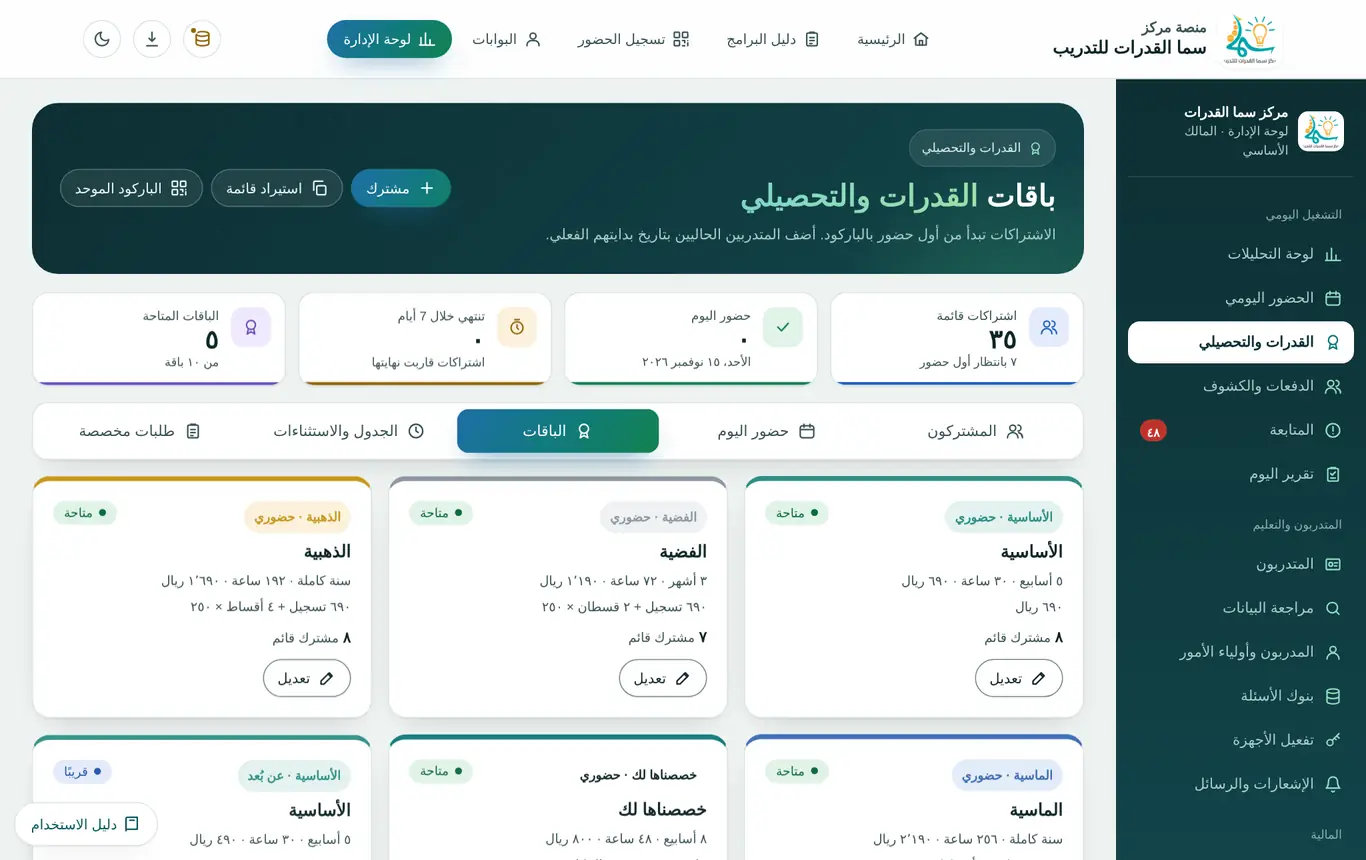 منصة مركز
سما القدرات للتدريب
مركز سما القدرات للتدريب
الرئيسية
دليل البرامج
تسجيل الحضور
البوابات
لوحة الإدارة
مركز سما القدرات
لوحة الإدارة · المالك
الأساسي
التشغيل اليومي
لوحة التحليلات
الحضور اليومي
القدرات والتحصيلي
الدفعات والكشوف
المتابعة
٤٨
تقرير اليوم
المتدربون والتعليم
المتدربون
مراجعة البيانات
المدربون وأولياء الأمور
بنوك الأسئلة
تفعيل الأجهزة
الإشعارات والرسائل
المالية
القدرات والتحصيلي
باقات القدرات والتحصيلي
الاشتراكات تبدأ من أول حضور بالباركود. أضف المتدربين الحاليين بتاريخ بدايتهم الفعلي.
مشترك
استيراد قائمة
الباركود الموحد
اشتراكات قائمة
٣٥
٧ بانتظار أول حضور
حضور اليوم
٠
الأحد، ١٥ نوفمبر ٢٠٢٦
تنتهي خلال 7 أيام
٠
اشتراكات قاربت نهايتها
الباقات المتاحة
٥
من ١٠ باقة
المشتركون
حضور اليوم
الباقات
الجدول والاستثناءات
طلبات مخصصة
الأساسية · حضوري
متاحة
الأساسية
٥ أسابيع · ٣٠ ساعة · ٦٩٠ ريال
٦٩٠ ريال
٨ مشترك قائم
تعديل
الفضية · حضوري
متاحة
الفضية
٣ أشهر · ٧٢ ساعة · ١٬١٩٠ ريال
٦٩٠ تسجيل + ٢ قسطان × ٢٥٠
٧ مشترك قائم
تعديل
الذهبية · حضوري
متاحة
الذهبية
سنة كاملة · ١٩٢ ساعة · ١٬٦٩٠ ريال
٦٩٠ تسجيل + ٤ أقساط × ٢٥٠
٨ مشترك قائم
تعديل
الماسية · حضوري
متاحة
الماسية
سنة كاملة · ٢٥٦ ساعة · ٢٬١٩٠ ريال
خصصناها لك · حضوري
متاحة
خصصناها لك
٨ أسابيع · ٤٨ ساعة · ٨٠٠ ريال
الأساسية · عن بُعد
قريبًا
الأساسية
٥ أسابيع · ٣٠ ساعة · ٤٩٠ ريال
دليل الاستخدام